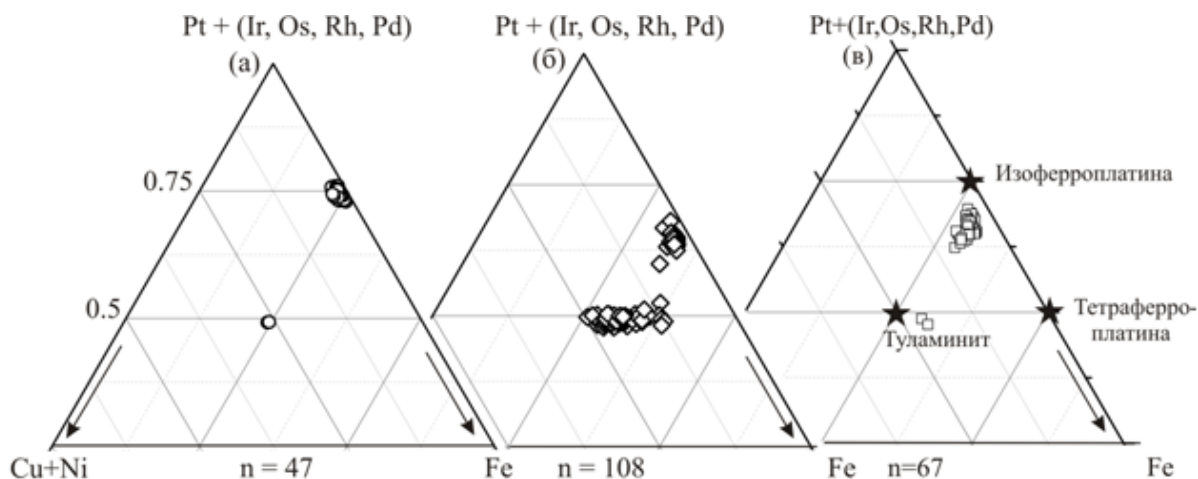 Pt + (Ir, Os, Rh, Pd)
(а)
Pt + (Ir, Os, Rh, Pd)
(б)
Pt+(Ir,Os,Rh,Pd)
(в)
0.75
0.5
Изоферроплатина
Тетраферро-
платина
Туламинит
Cu+Ni
n = 47
Fe
n = 108
Fe
n=67
Fe